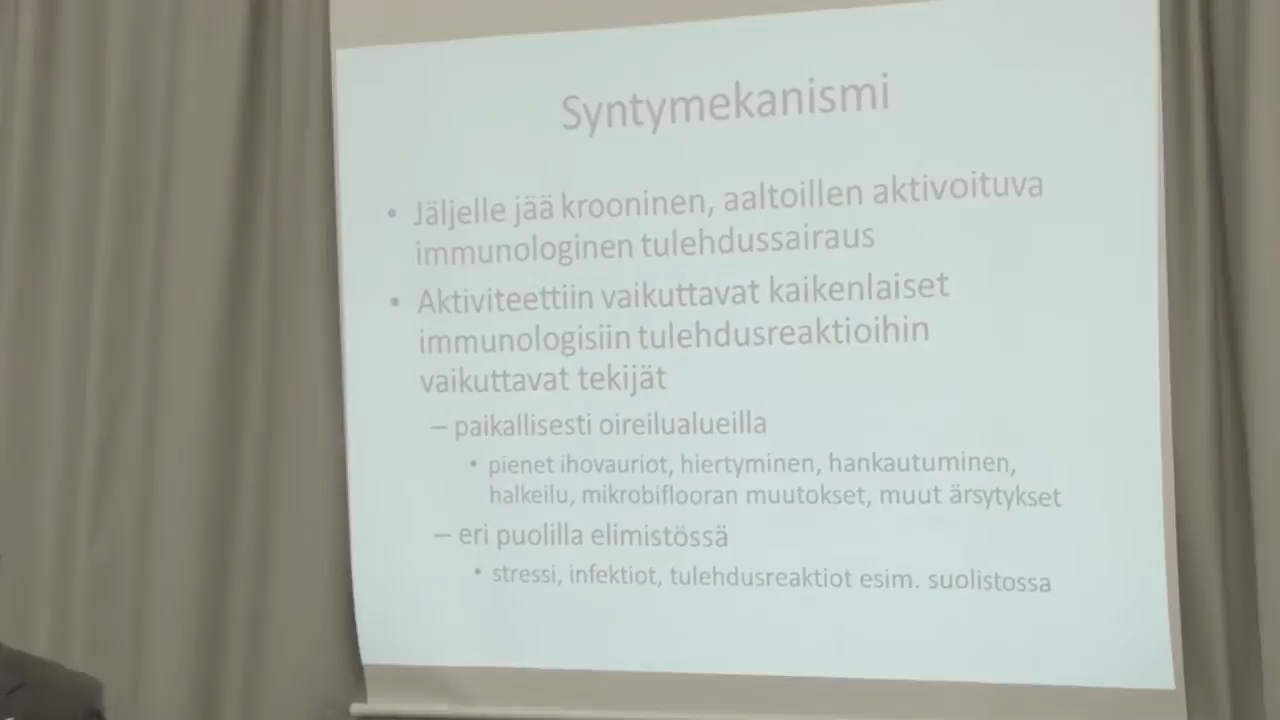 Syntymekanismi
• Jäljelle jää krooninen, aaltoillen aktivoituva
immunologinen tulehdussairaus
• Aktiviteettiin vaikuttavat kaikenlaiset
immunologisiin tulehdusreaktioihin
vaikuttavat tekijät
– paikallisesti oireilualueilla
• pienet ihovauriot, hiertyminen, hankautuminen,
halkeilu, mikrobiflooran muutokset, muut ärsytykset
– eri puolilla elimistössä
• stressi, infektiot, tulehdusreaktiot esim. suolistossa